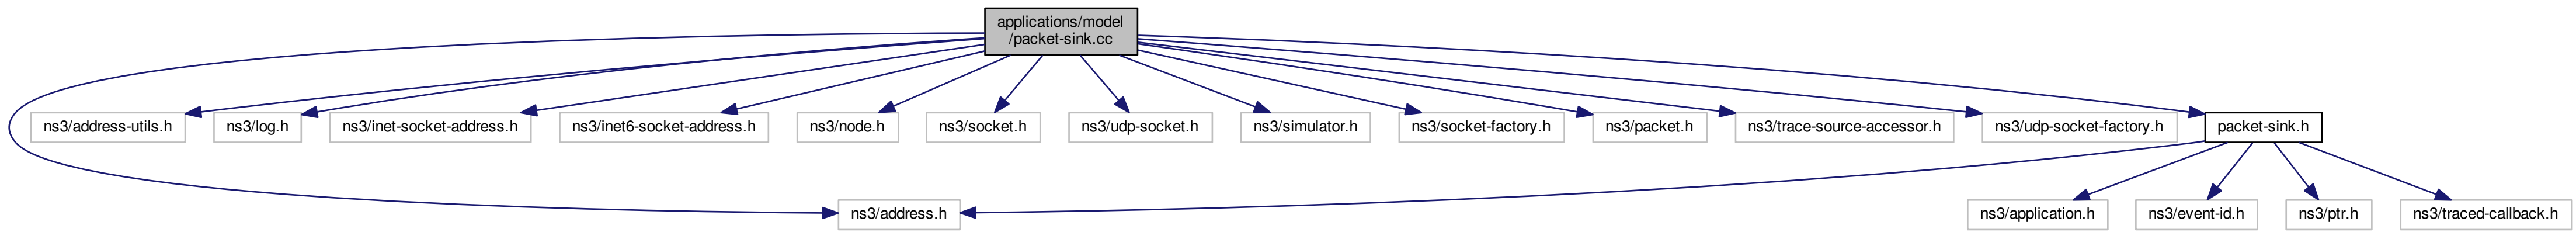 applications/model
/packet-sink.cc
ns3/address-utils.h
ns3/log.h
ns3/inet-socket-address.h
ns3/inet6-socket-address.h
ns3/node.h
ns3/socket.h
ns3/udp-socket.h
ns3/simulator.h
ns3/socket-factory.h
ns3/packet.h
ns3/trace-source-accessor.h
ns3/udp-socket-factory.h
packet-sink.h
ns3/address.h
ns3/application.h
ns3/event-id.h
ns3/ptr.h
ns3/traced-callback.h